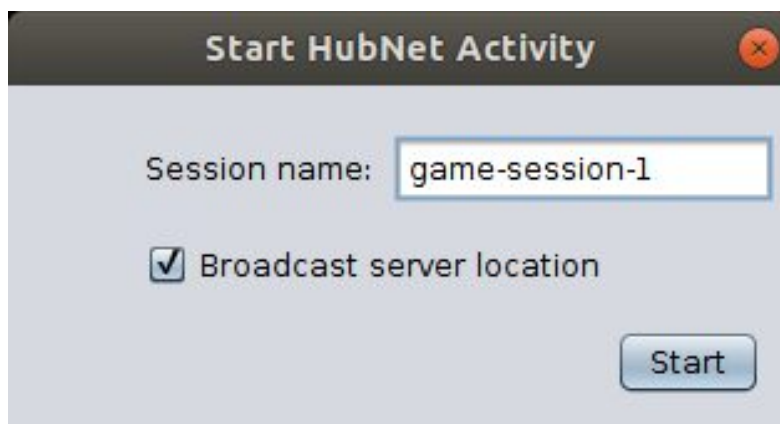 Start HubNet Activity
Session name: game-session-1
Broadcast server location
Start